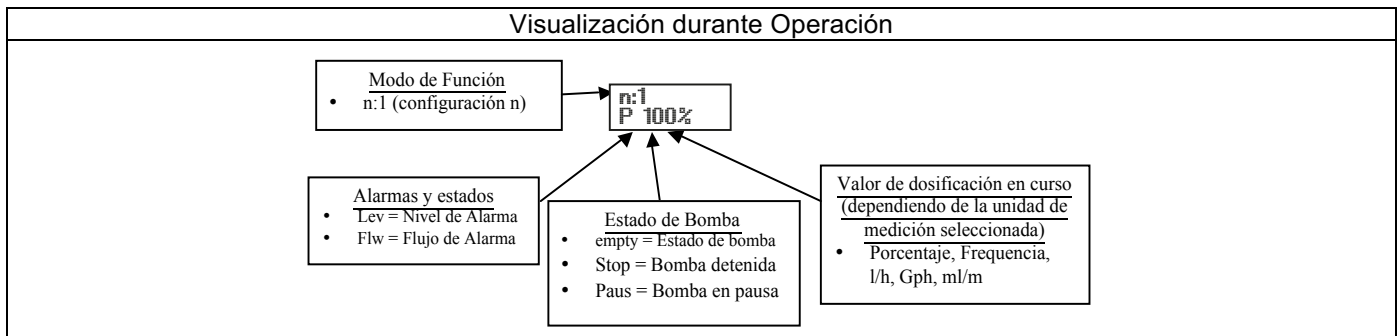 Visualización durante Operación
Modo de Función
• n:1 (configuración n)
n:1
P 100%
Alarmas y estados
• Lev = Nivel de Alarma
• Flw = Flujo de Alarma
Estado de Bomba
• empty = Estado de bomba
• Stop = Bomba detenida
• Paus = Bomba en pausa
Valor de dosificación en curso
(dependiendo de la unidad de
medición seleccionada)
• Porcentaje, Frequencia,
l/h, Gph, ml/m